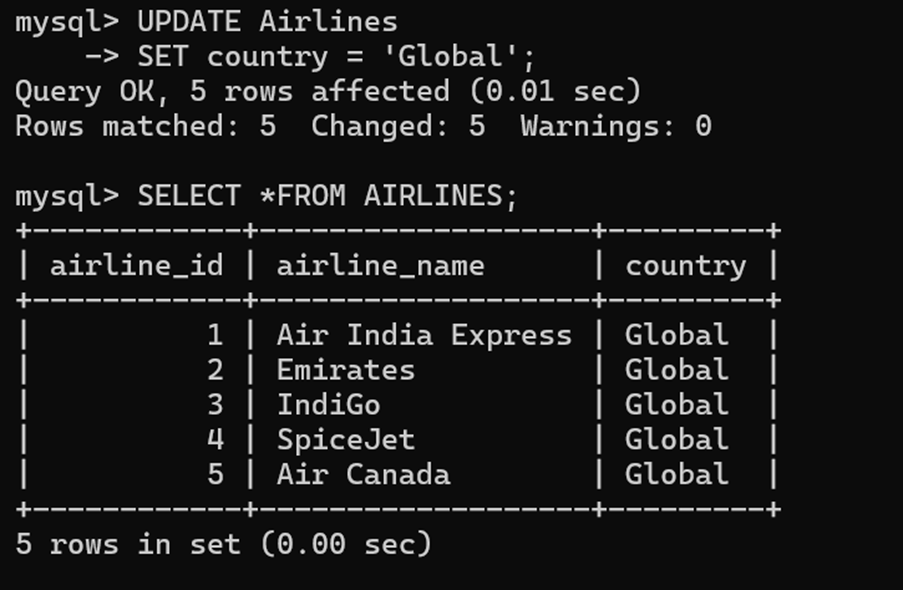 mysql> UPDATE Airlines
    -> SET country = 'Global';
Query OK, 5 rows affected (0.01 sec)
Rows matched: 5  Changed: 5  Warnings: 0

mysql> SELECT *FROM AIRLINES;
+------------+-------------------+---------+
| airline_id | airline_name      | country |
+------------+-------------------+---------+
|          1 | Air India Express | Global  |
|          2 | Emirates          | Global  |
|          3 | IndiGo            | Global  |
|          4 | SpiceJet          | Global  |
|          5 | Air Canada        | Global  |
+------------+-------------------+---------+
5 rows in set (0.00 sec)